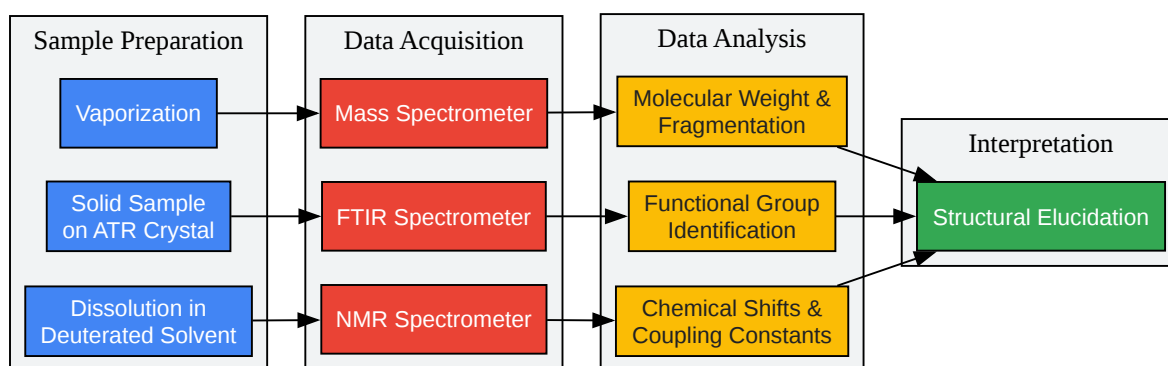 Sample Preparation
Vaporization
Solid Sample
on ATR Crystal
Dissolution in
Deuterated Solvent
Data Acquisition
Mass Spectrometer
FTIR Spectrometer
NMR Spectrometer
Data Analysis
Molecular Weight &
Fragmentation
Functional Group
Identification
Chemical Shifts &
Coupling Constants
Interpretation
Structural Elucidation